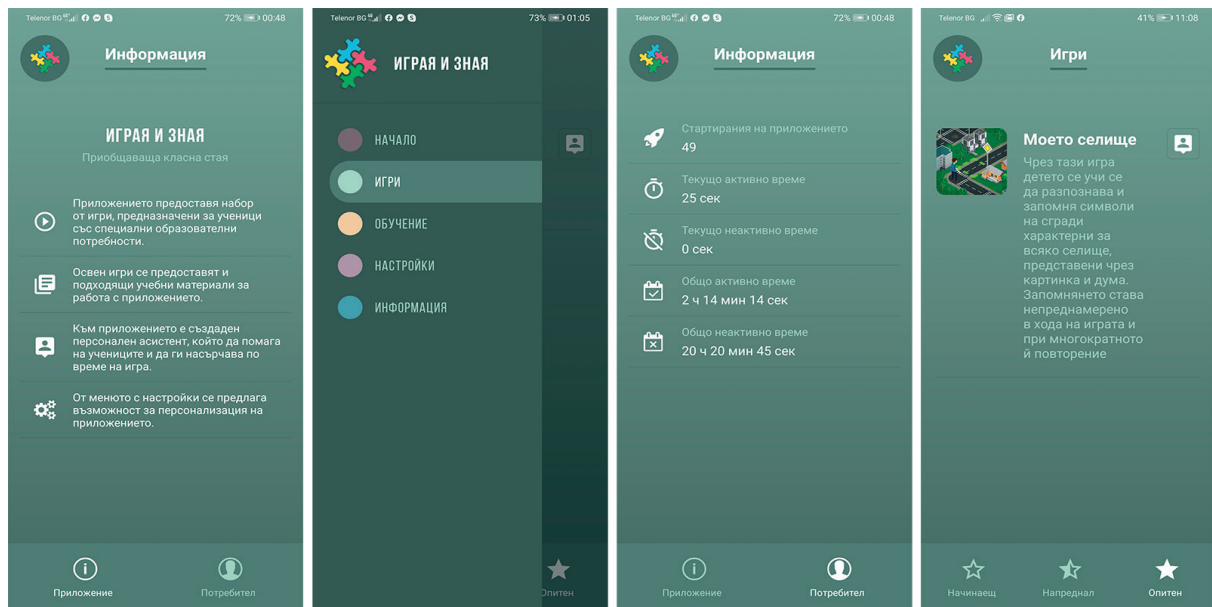 Telenor BG
72%
00:48
Информация
ИГРАЯ И ЗНАЯ
Приобщаваща класна стая
Приложението предоставя набор
от игри, предназначени за ученици
със специални образователни
потребности.
Освен игри се предоставят и
подходящи учебни материали за
работа с приложението.
Към приложението е създаден
персонален асистент, който да помага
на учениците и да ги насърчава по
време на игра.
От менюто с настройки се предлага
възможност за персонализация на
приложението.
Приложение
Потребител
Telenor BG
73%
01:05
ИГРАЯ И ЗНАЯ
НАЧАЛО
ИГРИ
ОБУЧЕНИЕ
НАСТРОЙКИ
ИНФОРМАЦИЯ
Опитен
Telenor BG
72%
00:48
Информация
Стартирания на приложението
49
Текущо активно време
25 сек
Текущо неактивно време
0 сек
Общо активно време
2 ч 14 мин 14 сек
Общо неактивно време
20 ч 20 мин 45 сек
Приложение
Потребител
Telenor BG
41%
11:08
Игри
Моето селище
Чрез тази игра
детето се учи се
да разпознава и
запомня символи
на сгради
характерни за
всяко селище,
представени чрез
картинка и дума.
Запомнянето става
непреднамерено
в хода на играта и
при многократното
ѝ повторение
Начинаещ
Напреднал
Опитен